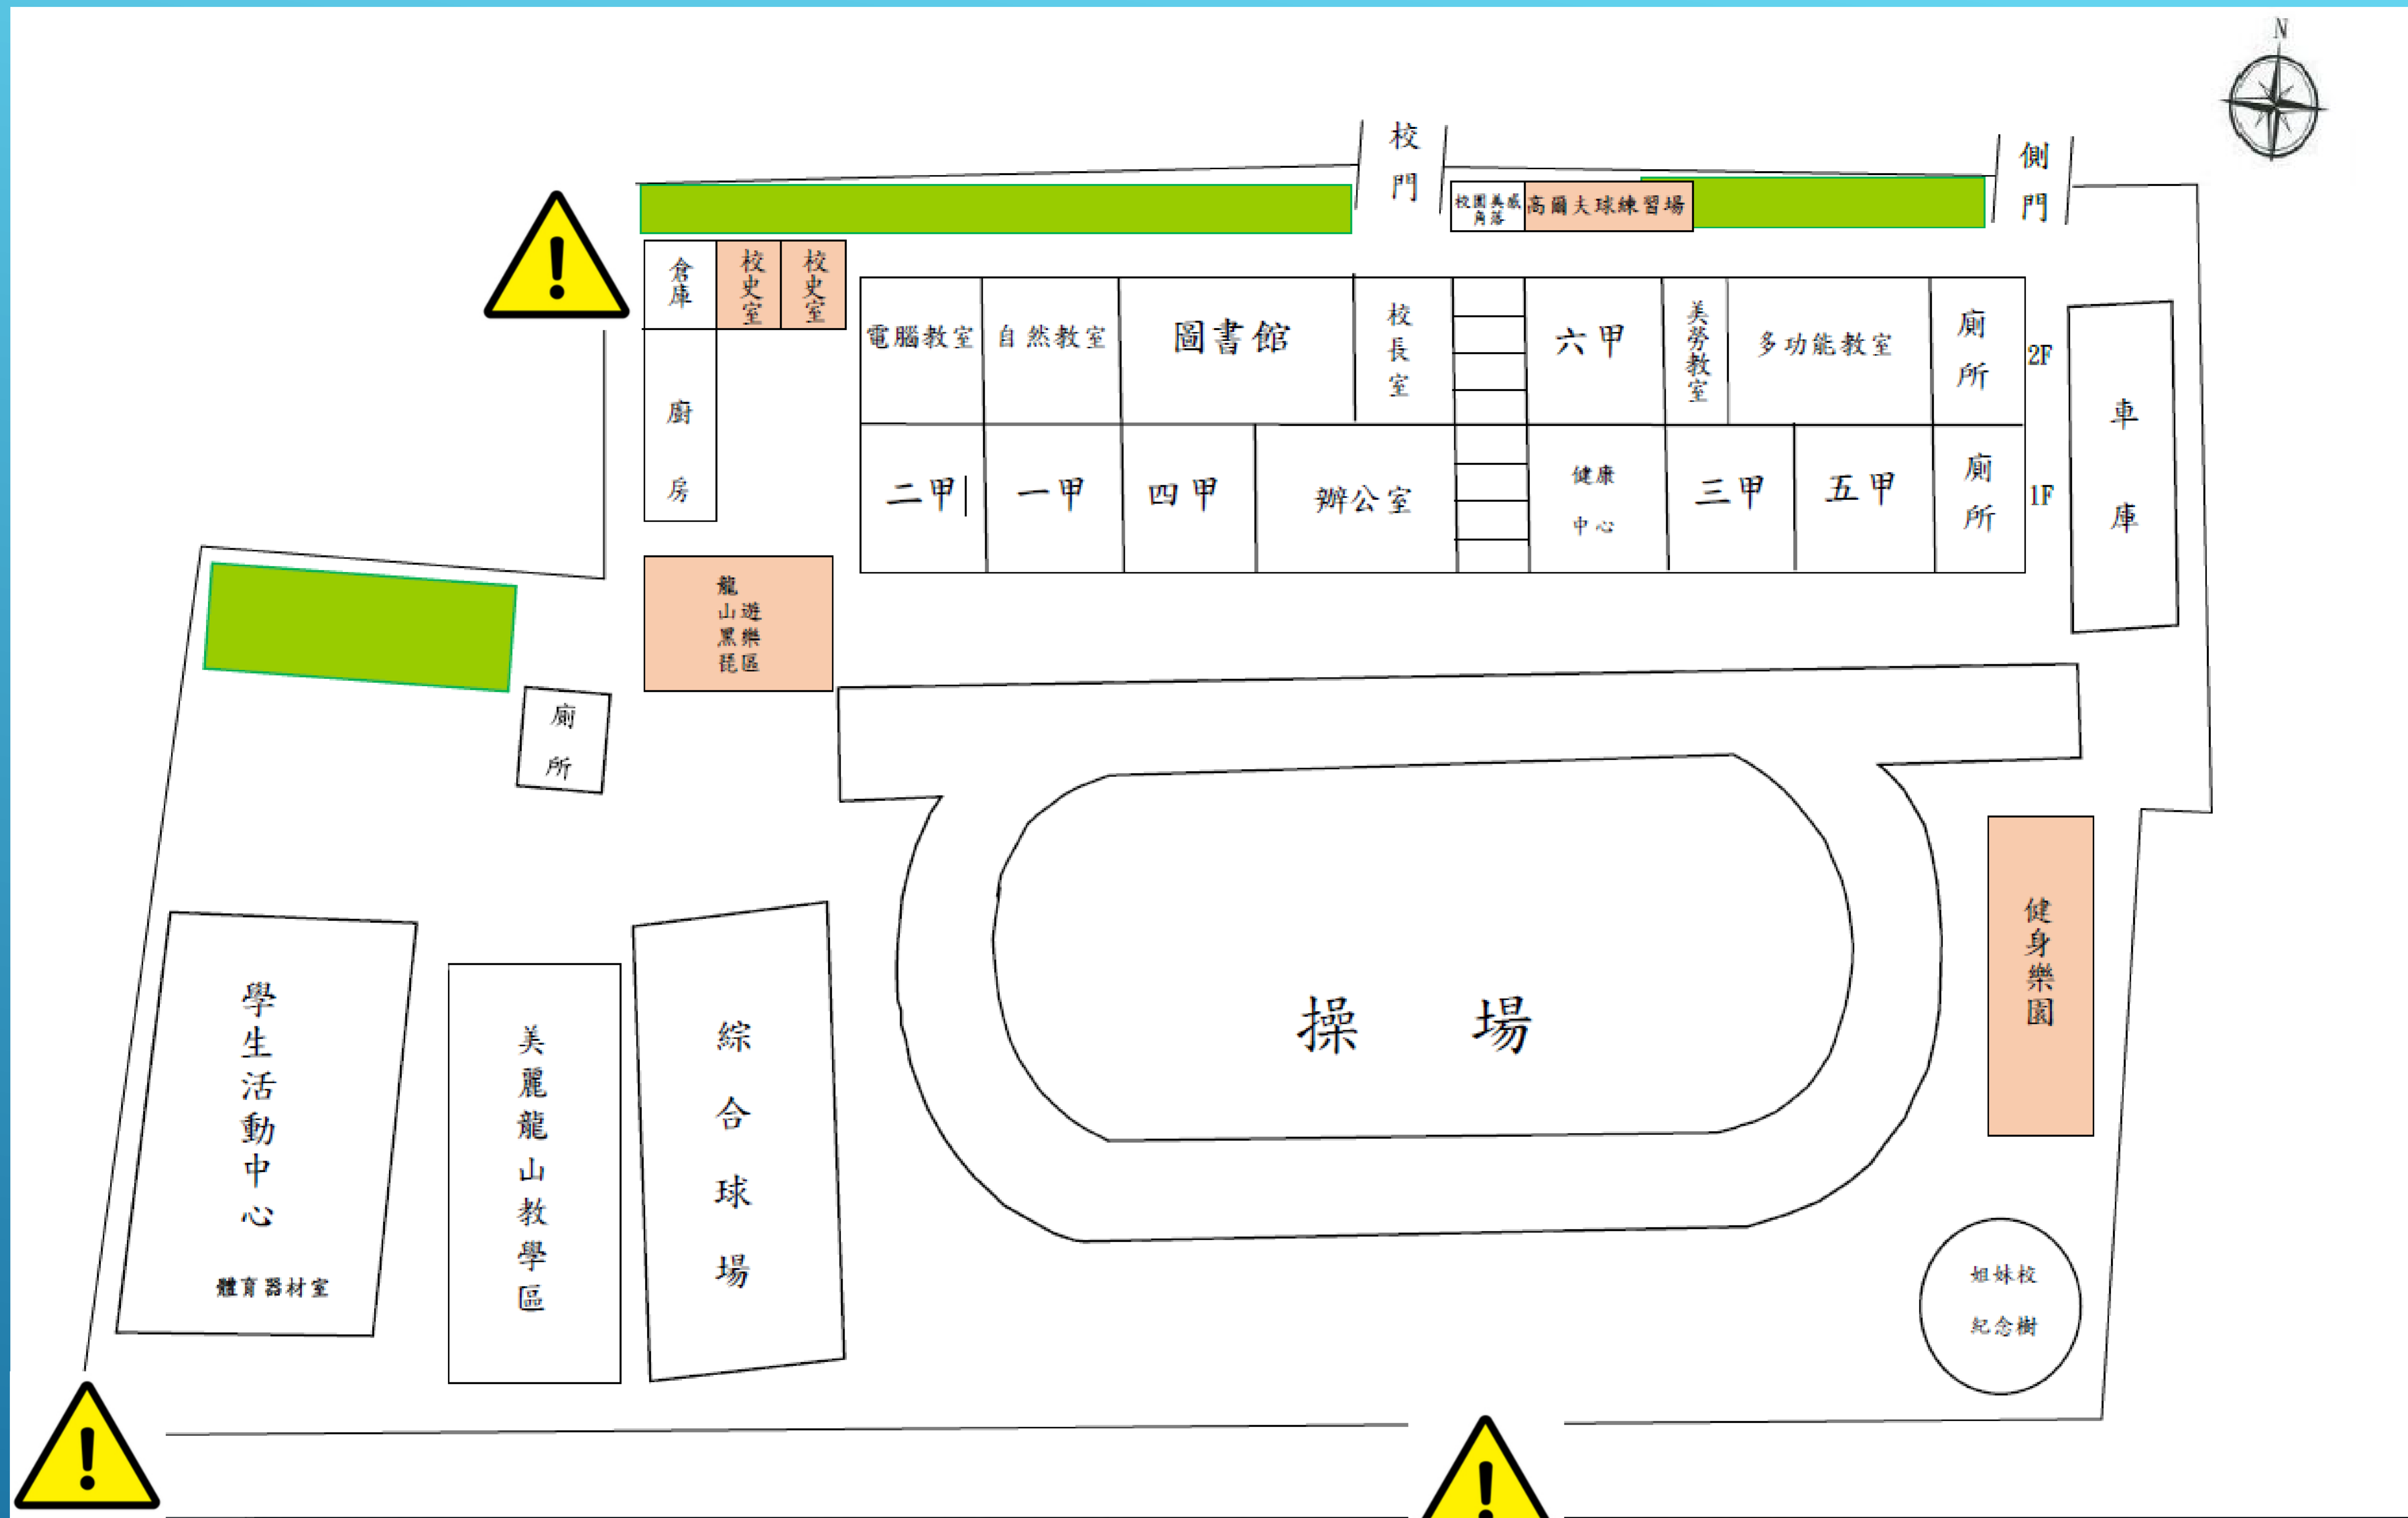 N
校門
側門
校園美感
角落
高爾夫球練習場
倉庫
校史室
校史室
電腦教室
自然教室
圖書館
校長室
六甲
美勞教室
多功能教室
廁所
2F
車庫
廚房
二甲
一甲
四甲
辦公室
健康
中心
三甲
五甲
廁所
1F
龍山黑琵
遊樂區
廁所
健身樂園
操場
學生活動中心
體育器材室
美麗龍山教學區
綜合球場
姐妹校
紀念樹